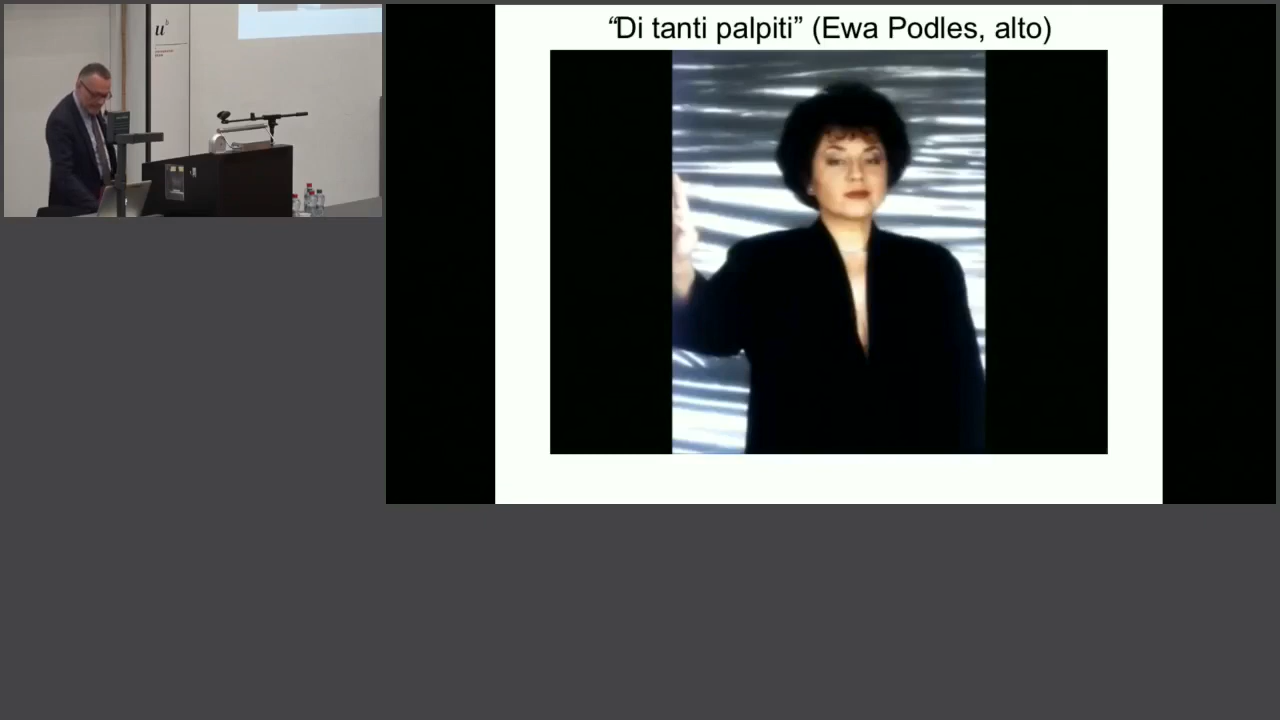 “Di tanti palpiti” (Ewa Podles, alto)
u
b